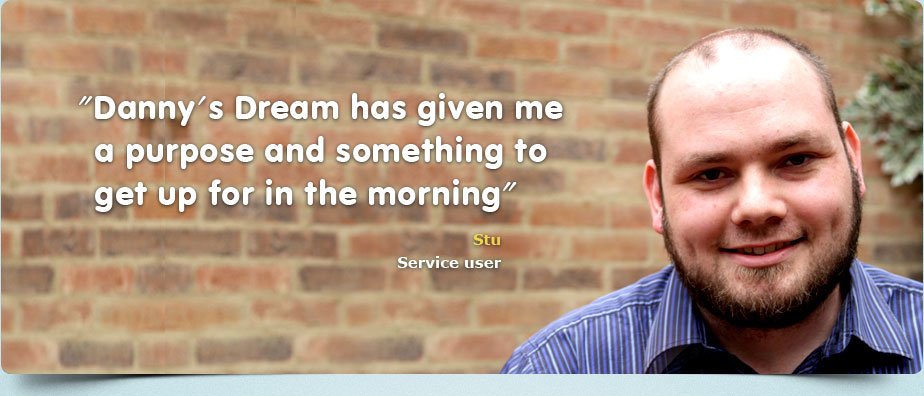 "Danny's Dream has given me
a purpose and something to
get up for in the morning"
Stu
Service user